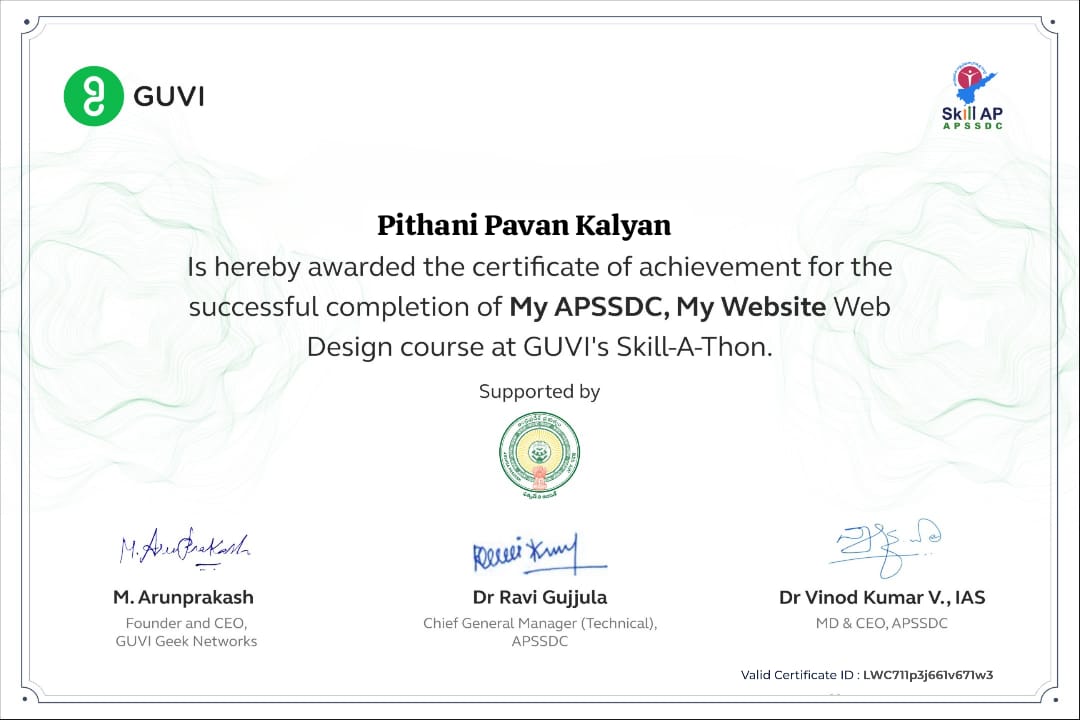 GUVI
Skill AP
APSSDC
Pithani Pavan Kalyan
Is hereby awarded the certificate of achievement for the
successful completion of My APSSDC, My Website Web
Design course at GUVI's Skill-A-Thon.
Supported by
M. Arunprakash
M. Arunprakash
Founder and CEO,
GUVI Geek Networks
Dr Ravi Gujjula
Chief General Manager (Technical),
APSSDC
Dr Vinod Kumar V., IAS
MD & CEO, APSSDC
Valid Certificate ID : LWC711p3j661v671w3